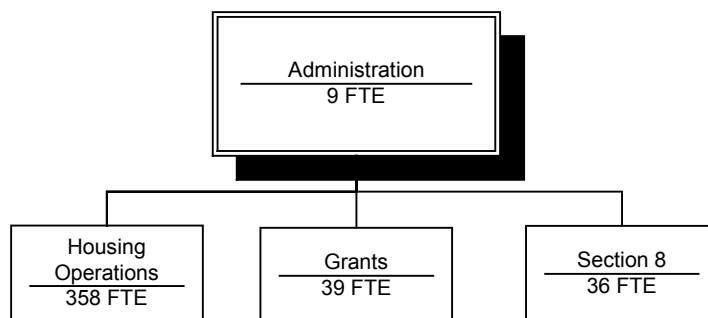 Administration
9 FTE
Housing
Operations
358 FTE
Grants
39 FTE
Section 8
36 FTE